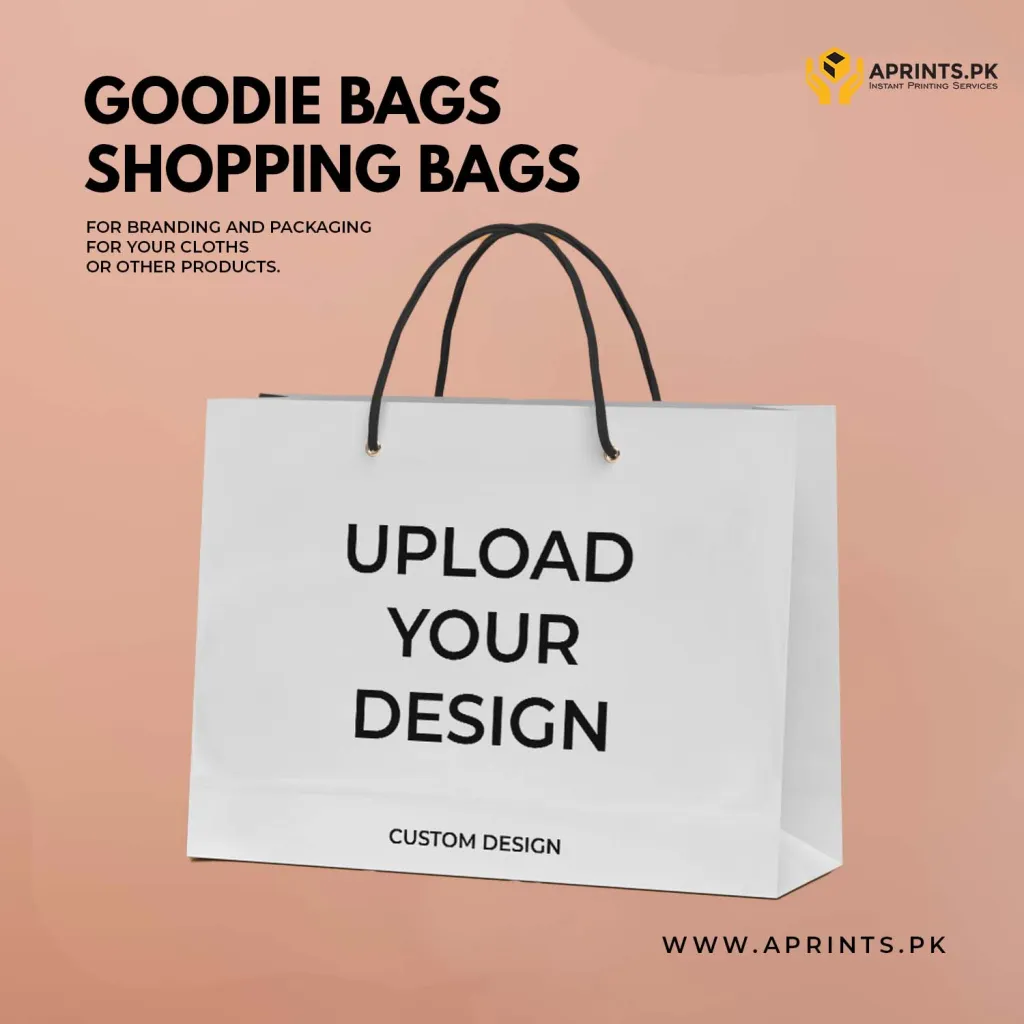 GOODIE BAGS
SHOPPING BAGS
FOR BRANDING AND PACKAGING
FOR YOUR CLOTHS
OR OTHER PRODUCTS.
APRINTS.PK
INSTANT PRINTING SERVICES
UPLOAD
YOUR
DESIGN
CUSTOM DESIGN
WWW.APRINTS.PK